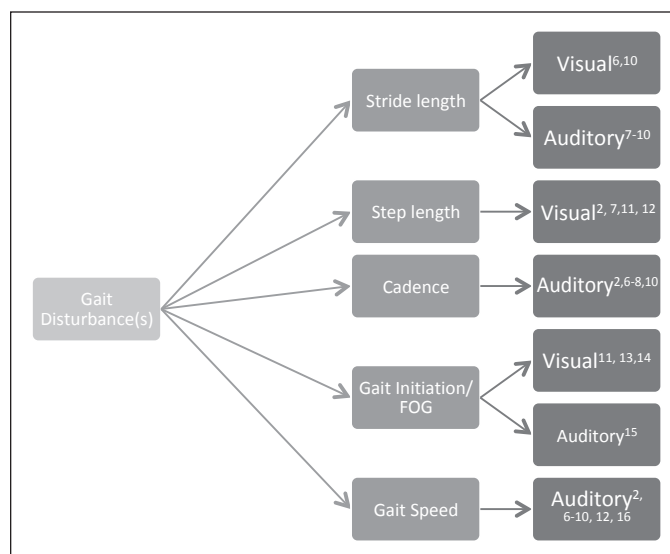 Gait
Disturbance(s)
Stride length
Visual6,10
Auditory7-10
Step length
Visual2, 7,11, 12
Cadence
Auditory2,6-8,10
Gait Initiation/
FOG
Visual11, 13,14
Auditory15
Gait Speed
Auditory2,
6-10, 12, 16